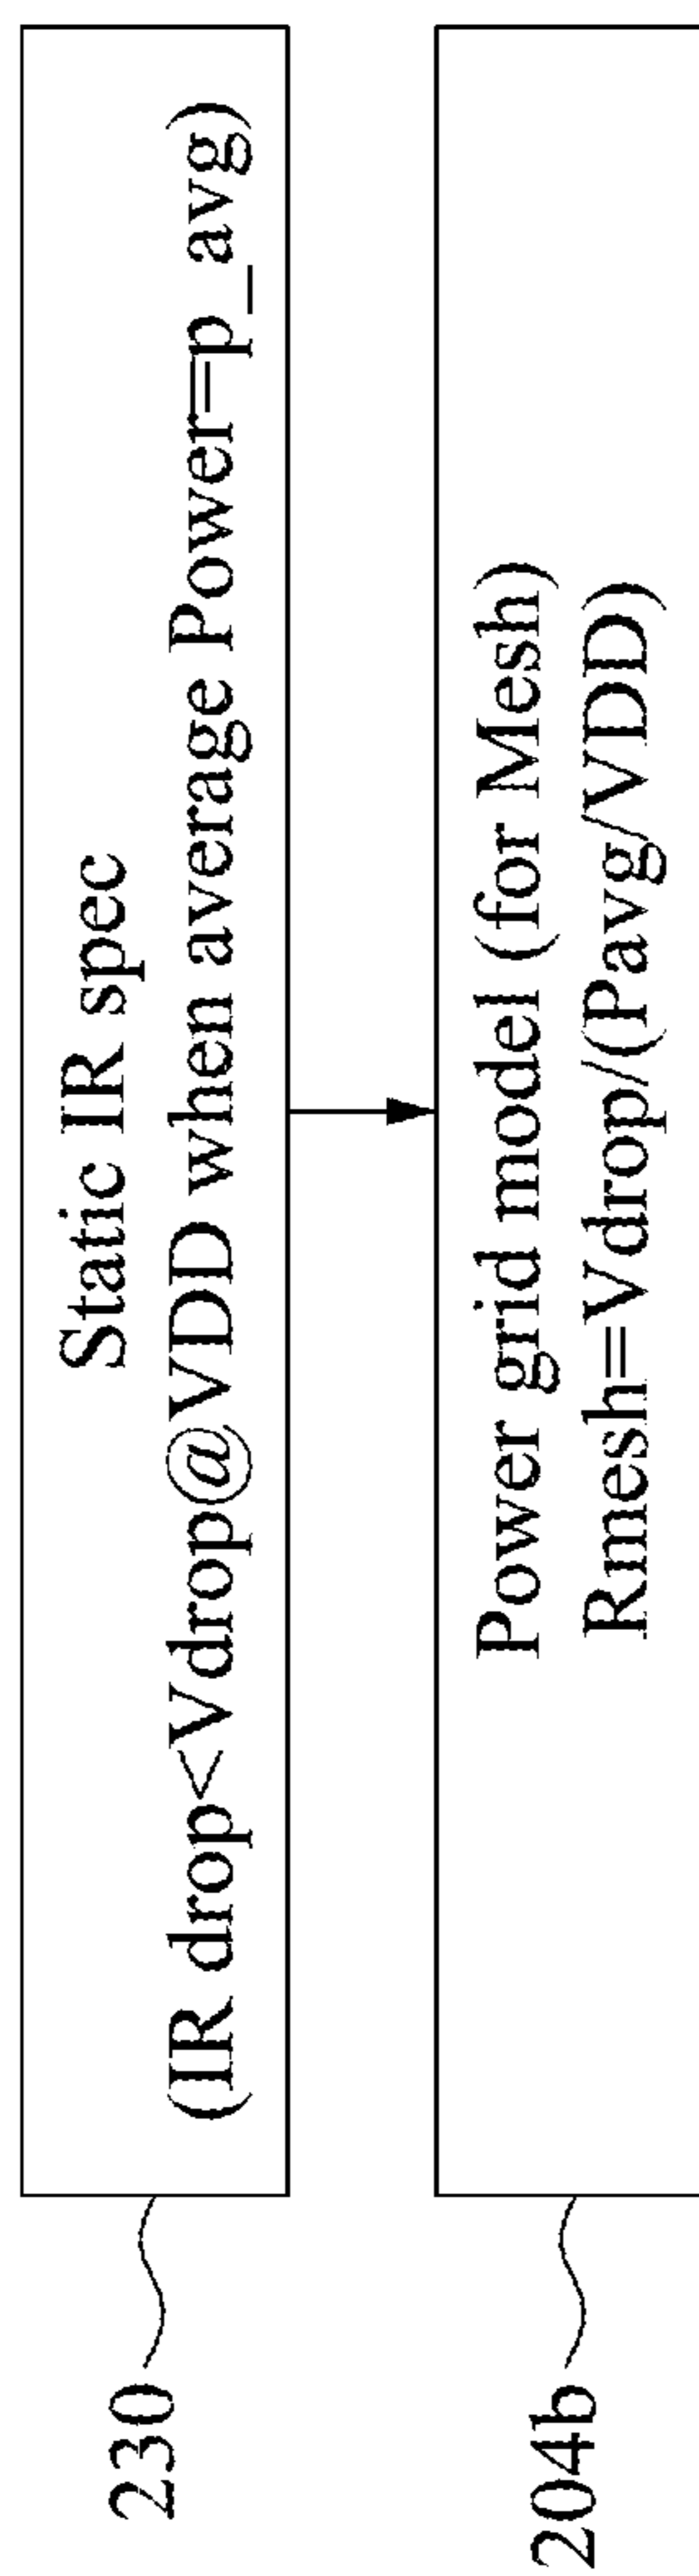 230
Static IR spec
(IR drop<Vdrop@VDD when average Power=p_avg)
204b
Power grid model (for Mesh)
Rmesh=Vdrop/(Pavg/VDD)